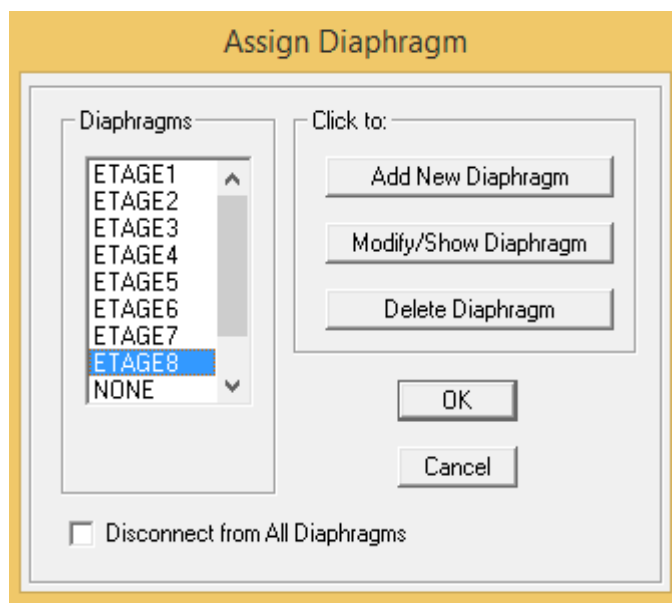 Assign Diaphragm
Diaphragms
ETAGE1
ETAGE2
ETAGE3
ETAGE4
ETAGE5
ETAGE6
ETAGE7
ETAGE8
NONE
Click to:
Add New Diaphragm
Modify/Show Diaphragm
Delete Diaphragm
OK
Cancel
Disconnect from All Diaphragms